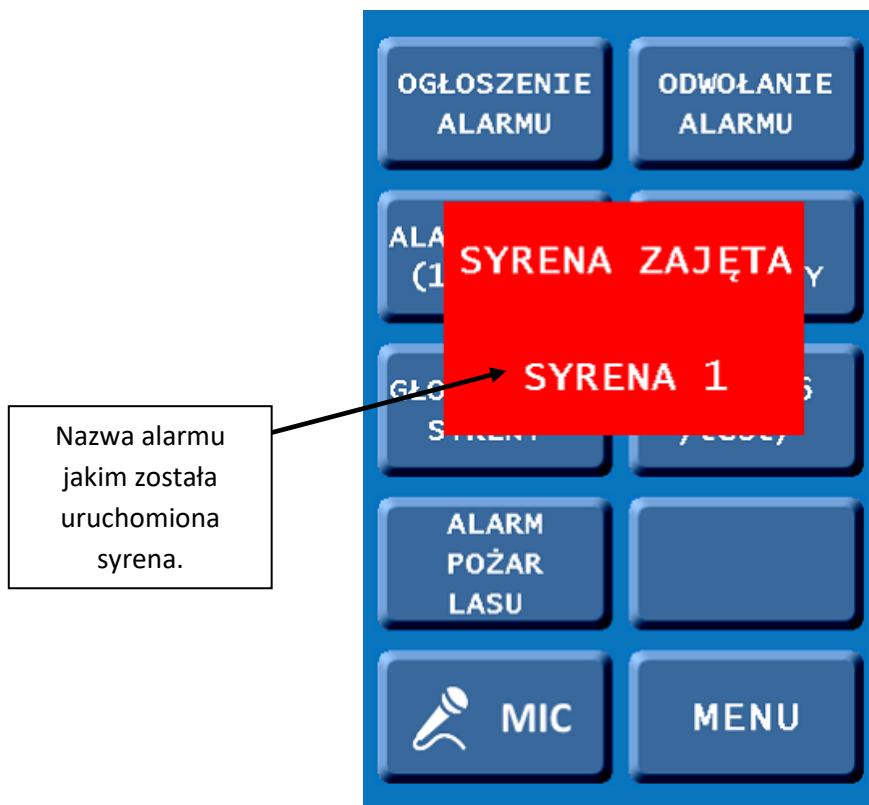 OGŁOSZENIE
ALARMU
ODWOŁANIE
ALARMU
SYRENA ZAJĘTA
SYRENA 1
Nazwa alarmu
jakim została
uruchomiona
syrena.
ALARM
POŻAR
LASU
MIC
MENU